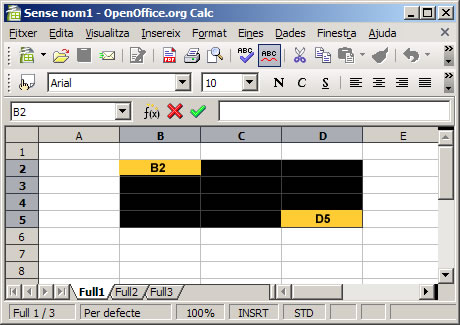 Sense nom1 - OpenOffice.org Calc
Fitxer Edita Visualitza Insereix Format Eines Dades Finestra Ajuda
ABC ABC
Arial 10 N C S
B2 f(x)
A B C D E
1
2 B2
3
4
5 D5
6
7
8
Full1 Full2 Full3
Full 1 / 3 Per defecte 100% INSRT STD